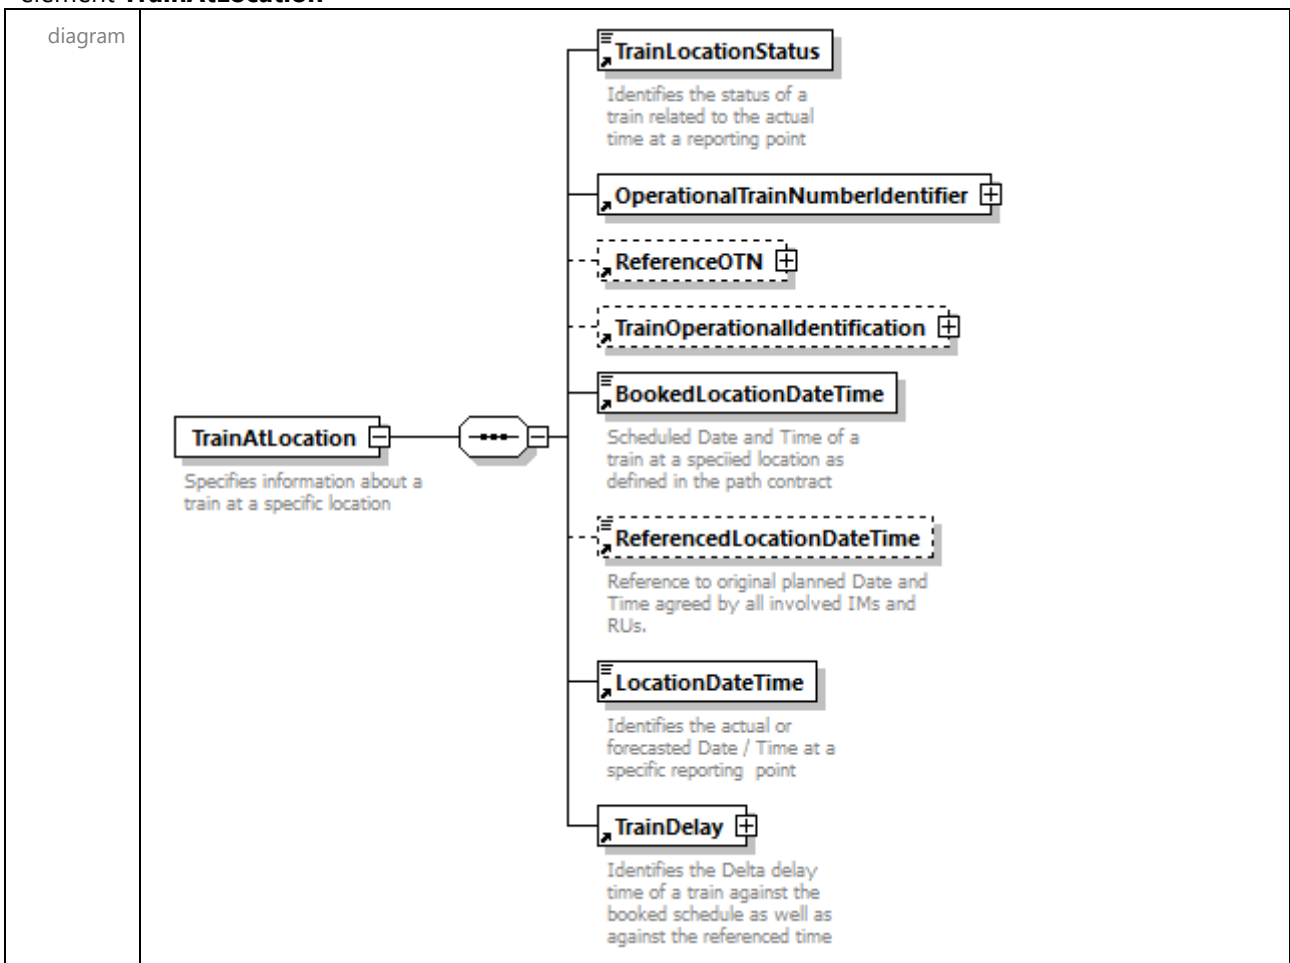 element TrainAtLocation
diagram
TrainLocationStatus
Identifies the status of a
train related to the actual
time at a reporting point
OperationalTrainNumberIdentifier
ReferenceOTN
TrainOperationalIdentification
BookedLocationDateTime
Scheduled Date and Time of a
train at a speciied location as
defined in the path contract
TrainAtLocation
Specifies information about a
train at a specific location
ReferencedLocationDateTime
Reference to original planned Date and
Time agreed by all involved IMs and
RUs.
LocationDateTime
Identifies the actual or
forecasted Date / Time at a
specific reporting point
TrainDelay
Identifies the Delta delay
time of a train against the
booked schedule as well as
against the referenced time